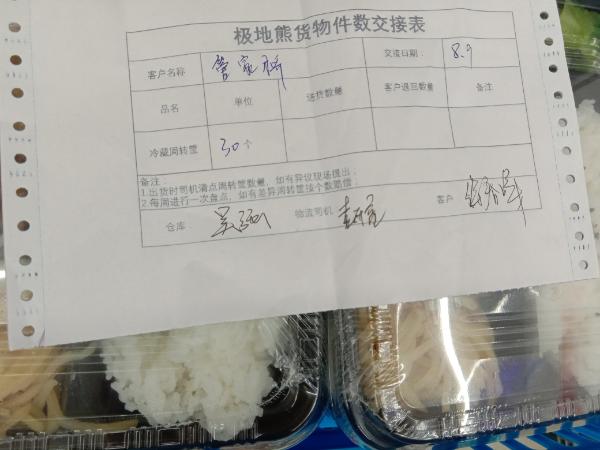 极地熊货物件数交接表
客户名称 交接日期： 8.9
品名 单位 送货数量 客户退回数量 备注
冷藏周转筐 30个
备注：
1.出货时司机清点周转筐数量，如有异议现场提出；
2.每周进行一次盘点，如有差异周转筐按个数赔偿；
仓库： 物流司机 客户